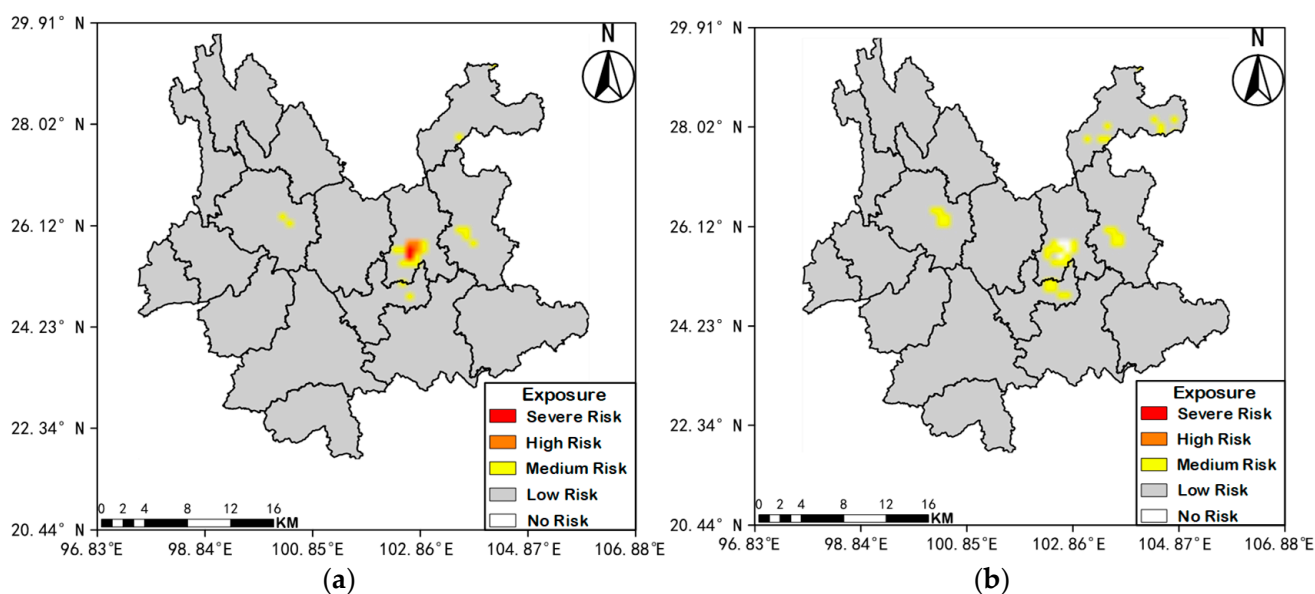 29.91° N
28.02° N
26.12° N
24.23° N
22.34° N
20.44° N
96.83°E
98.84°E
100.85°E
102.86°E
104.87°E
106.88°E
N
Exposure
Severe Risk
High Risk
Medium Risk
Low Risk
No Risk
0 2 4 8 12 16
KM
(a)
29.91° N
28.02° N
26.12° N
24.23° N
22.34° N
20.44° N
96.83°E
98.84°E
100.85°E
102.86°E
104.87°E
106.88°E
N
Exposure
Severe Risk
High Risk
Medium Risk
Low Risk
No Risk
0 2 4 8 12 16
KM
(b)